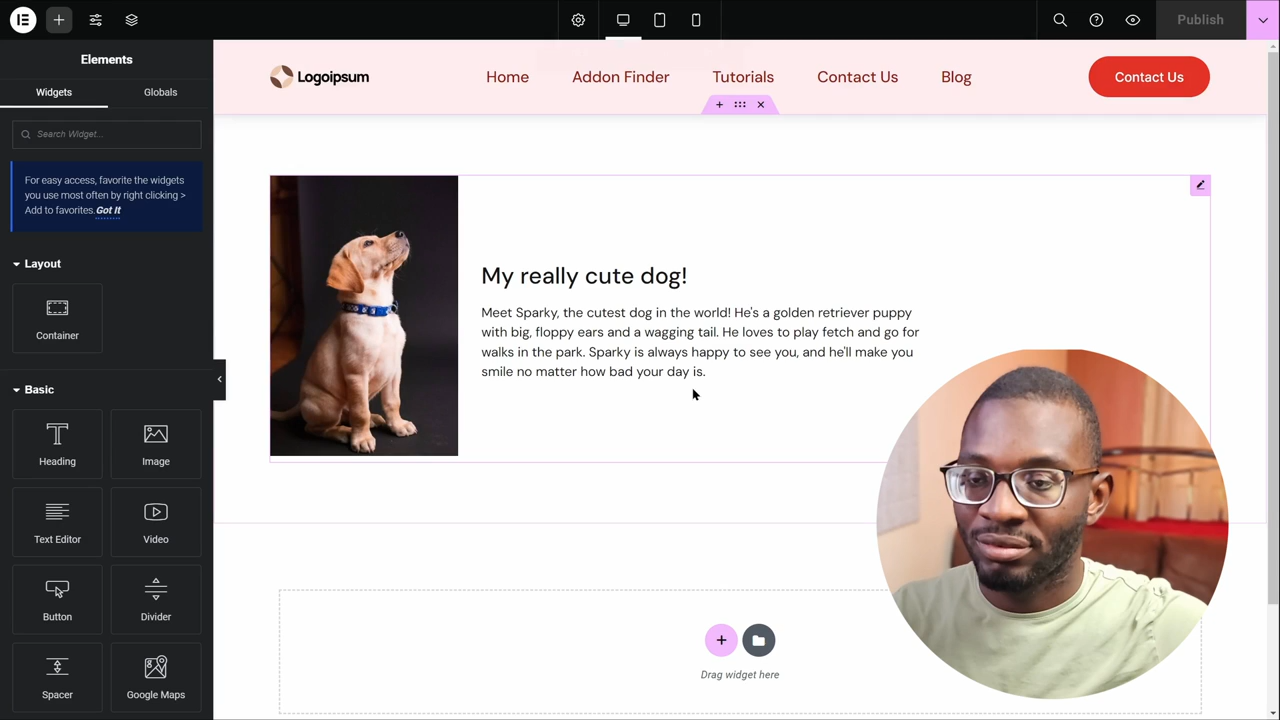 Publish
Elements
Widgets
Globals
Search Widget...
For easy access, favorite the widgets
you use most often by right clicking >
Add to favorites. Got It
Layout
Container
Basic
Heading
Image
Text Editor
Video
Button
Divider
Spacer
Google Maps
Logoipsum
Home
Addon Finder
Tutorials
Contact Us
Blog
Contact Us
My really cute dog!
Meet Sparky, the cutest dog in the world! He's a golden retriever puppy
with big, floppy ears and a wagging tail. He loves to play fetch and go for
walks in the park. Sparky is always happy to see you, and he'll make you
smile no matter how bad your day is.
Drag widget here